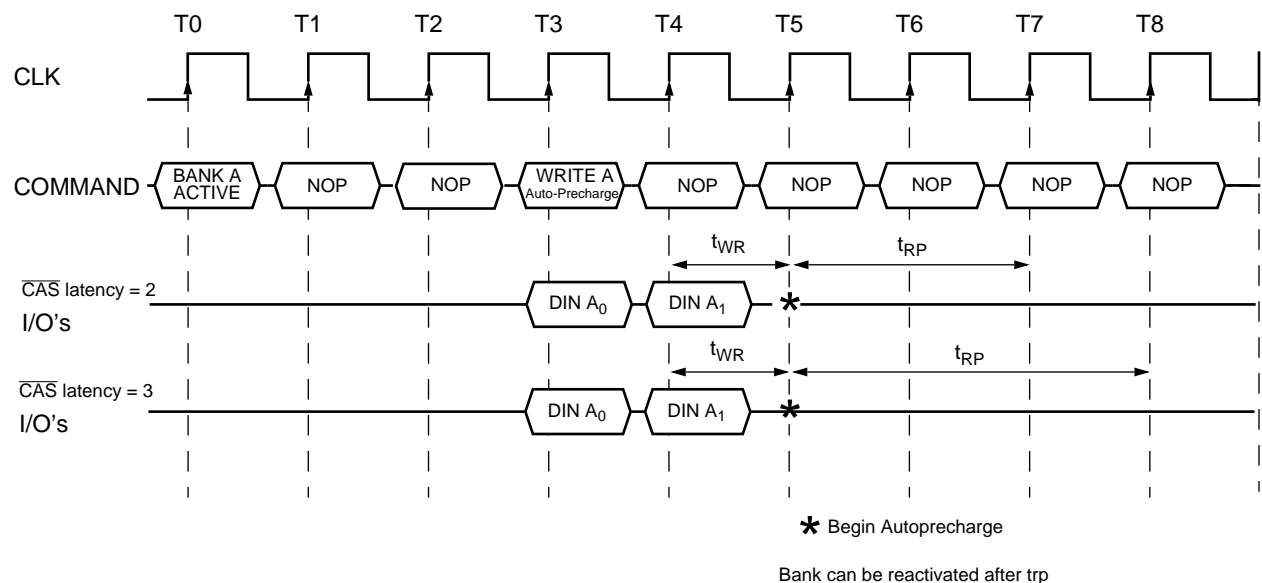 T0 T1 T2 T3 T4 T5 T6 T7 T8
CLK
COMMAND
BANK A
ACTIVE
NOP
NOP
WRITE A
Auto-Precharge
NOP
NOP
NOP
NOP
NOP
tWR
tRP
CAS latency = 2
I/O's
DIN A0
DIN A1
*
tWR
tRP
CAS latency = 3
I/O's
DIN A0
DIN A1
*
* Begin Autoprecharge
Bank can be reactivated after trp